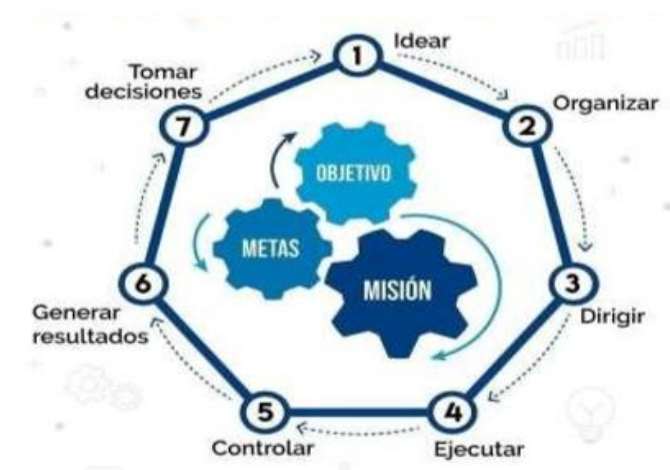 1
Idear
2
Organizar
3
Dirigir
4
Ejecutar
5
Controlar
6
Generar
resultados
7
Tomar
decisiones
OBJETIVO
METAS
MISIÓN